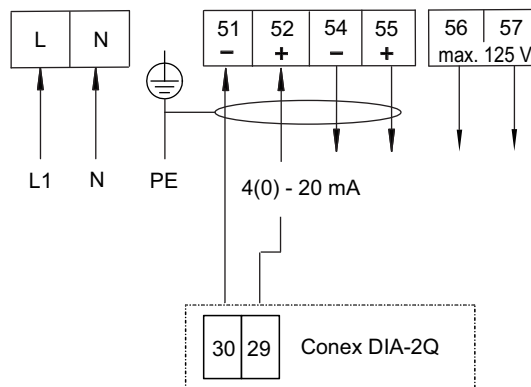 L N 51 52 54 55 56 57
– + – + max. 125 V
L1 N PE
4(0) - 20 mA
30 29 Conex DIA-2Q